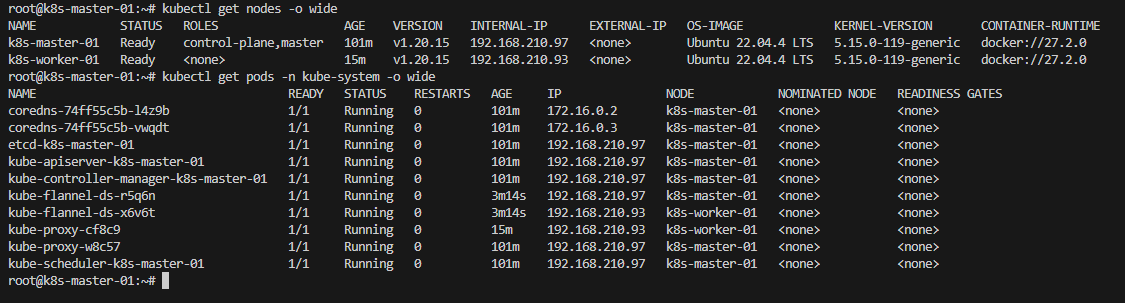 root@k8s-master-01:~# kubectl get nodes -o wide
NAME STATUS ROLES AGE VERSION INTERNAL-IP EXTERNAL-IP OS-IMAGE KERNEL-VERSION CONTAINER-RUNTIME
k8s-master-01 Ready control-plane,master 101m v1.20.15 192.168.210.97 <none> Ubuntu 22.04.4 LTS 5.15.0-119-generic docker://27.2.0
k8s-worker-01 Ready <none> 15m v1.20.15 192.168.210.93 <none> Ubuntu 22.04.4 LTS 5.15.0-119-generic docker://27.2.0
root@k8s-master-01:~# kubectl get pods -n kube-system -o wide
NAME READY STATUS RESTARTS AGE IP NODE NOMINATED NODE READINESS GATES
coredns-74ff55c5b-l4z9b 1/1 Running 0 101m 172.16.0.2 k8s-master-01 <none> <none>
coredns-74ff55c5b-vwqdt 1/1 Running 0 101m 172.16.0.3 k8s-master-01 <none> <none>
etcd-k8s-master-01 1/1 Running 0 101m 192.168.210.97 k8s-master-01 <none> <none>
kube-apiserver-k8s-master-01 1/1 Running 0 101m 192.168.210.97 k8s-master-01 <none> <none>
kube-controller-manager-k8s-master-01 1/1 Running 0 101m 192.168.210.97 k8s-master-01 <none> <none>
kube-flannel-ds-r5q6n 1/1 Running 0 3m14s 192.168.210.97 k8s-master-01 <none> <none>
kube-flannel-ds-x6v6t 1/1 Running 0 3m14s 192.168.210.93 k8s-worker-01 <none> <none>
kube-proxy-cf8c9 1/1 Running 0 15m 192.168.210.93 k8s-worker-01 <none> <none>
kube-proxy-w8c57 1/1 Running 0 101m 192.168.210.97 k8s-master-01 <none> <none>
kube-scheduler-k8s-master-01 1/1 Running 0 101m 192.168.210.97 k8s-master-01 <none> <none>
root@k8s-master-01:~#